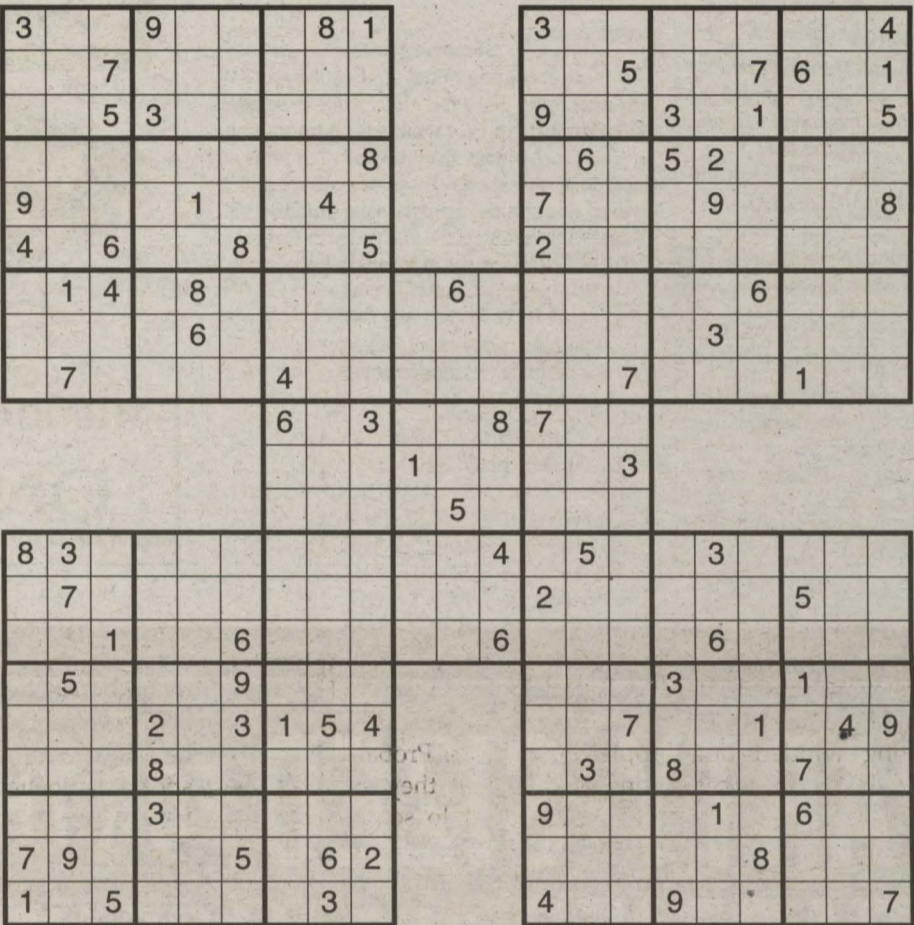 3 9 8 1 3 4
7 5 7 6 1
5 3 9 3 1 5
8 6 5 2
9 1 4 7 9 8
4 6 8 5 2
1 4 8 6 6
6 3
7 4 7 1
6 3 8 7
1 3
5
8 3 4 5 3
7 2 5
1 6 6 6
5 9 3 1
2 3 1 5 4 7 1 4 9
8 3 8 7
3 9 1 6
7 9 5 6 2 8
1 5 3 4 9 7